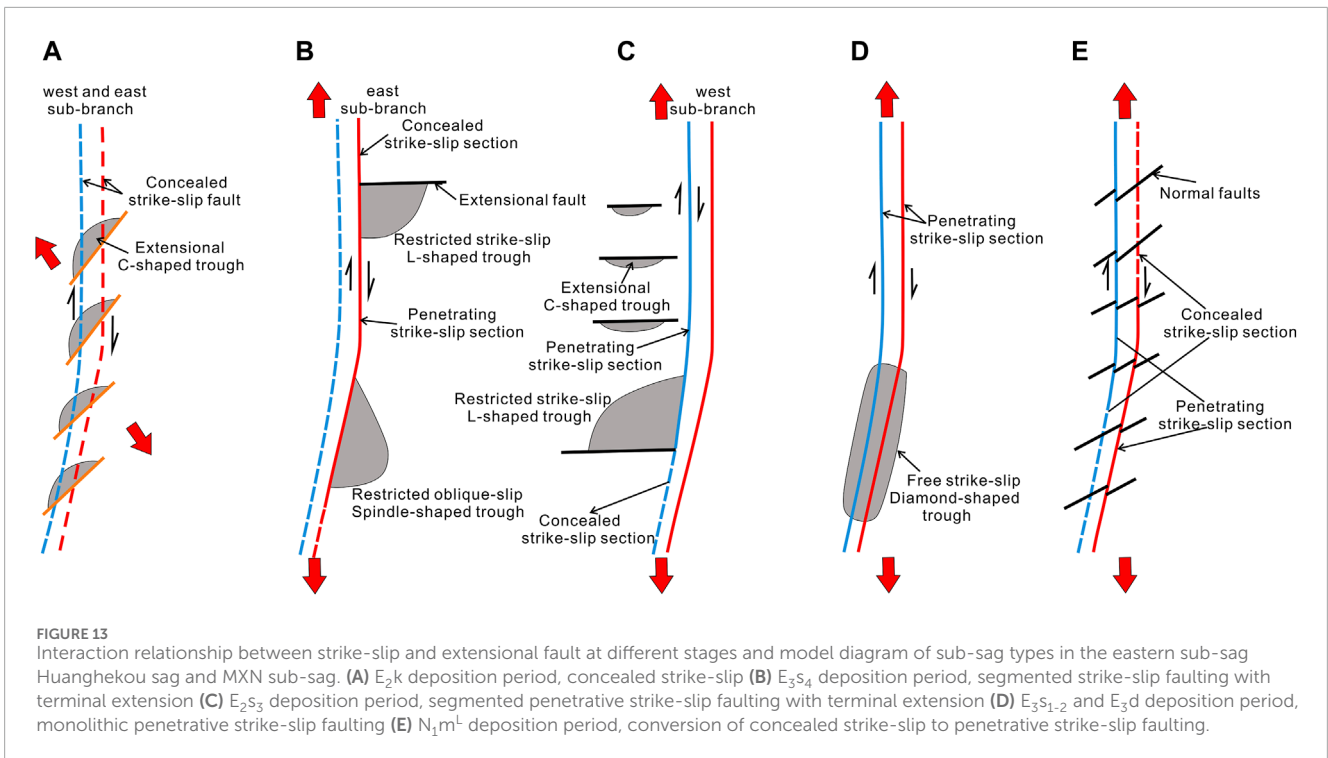 A
B
C
D
E
west and east
sub-branch
Concealed
strike-slip fault
Extensional
C-shaped trough
east
sub-branch
Concealed
strike-slip section
Extensional fault
Restricted strike-slip
L-shaped trough
Penetrating
strike-slip section
Restricted oblique-slip
Spindle-shaped trough
west
sub-branch
Extensional
C-shaped trough
Penetrating
strike-slip section
Restricted strike-slip
L-shaped trough
Concealed
strike-slip section
Penetrating
strike-slip section
Free strike-slip
Diamond-shaped
trough
Normal faults
Concealed
strike-slip section
Penetrating
strike-slip section
FIGURE 13
Interaction relationship between strike-slip and extensional fault at different stages and model diagram of sub-sag types in the eastern sub-sag
Huanghekou sag and MXN sub-sag. (A) E₂k deposition period, concealed strike-slip (B) E₃s₄ deposition period, segmented strike-slip faulting with
terminal extension (C) E₂s₃ deposition period, segmented penetrative strike-slip faulting with terminal extension (D) E₃s₁₋₂ and E₃d deposition period,
monolithic penetrative strike-slip faulting (E) N₁mᴸ deposition period, conversion of concealed strike-slip to penetrative strike-slip faulting.